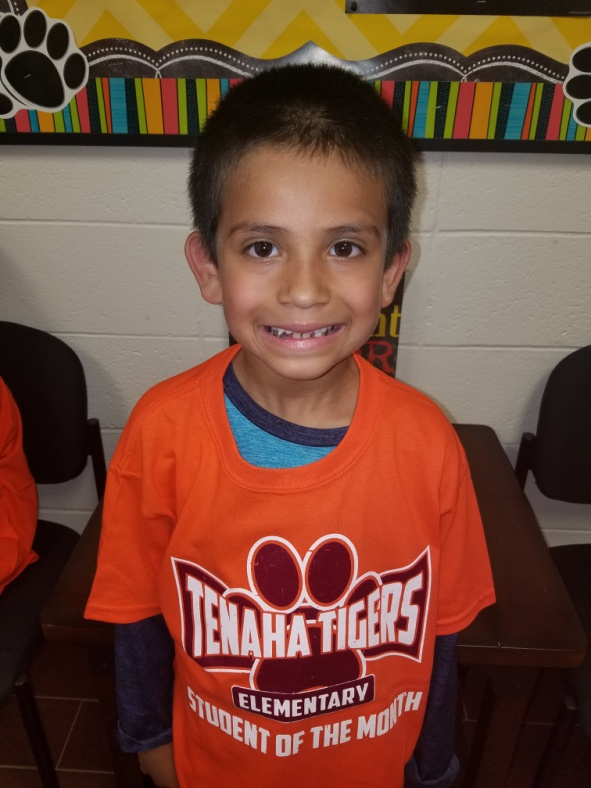 TENAHA TIGERS
ELEMENTARY
STUDENT OF THE MONTH